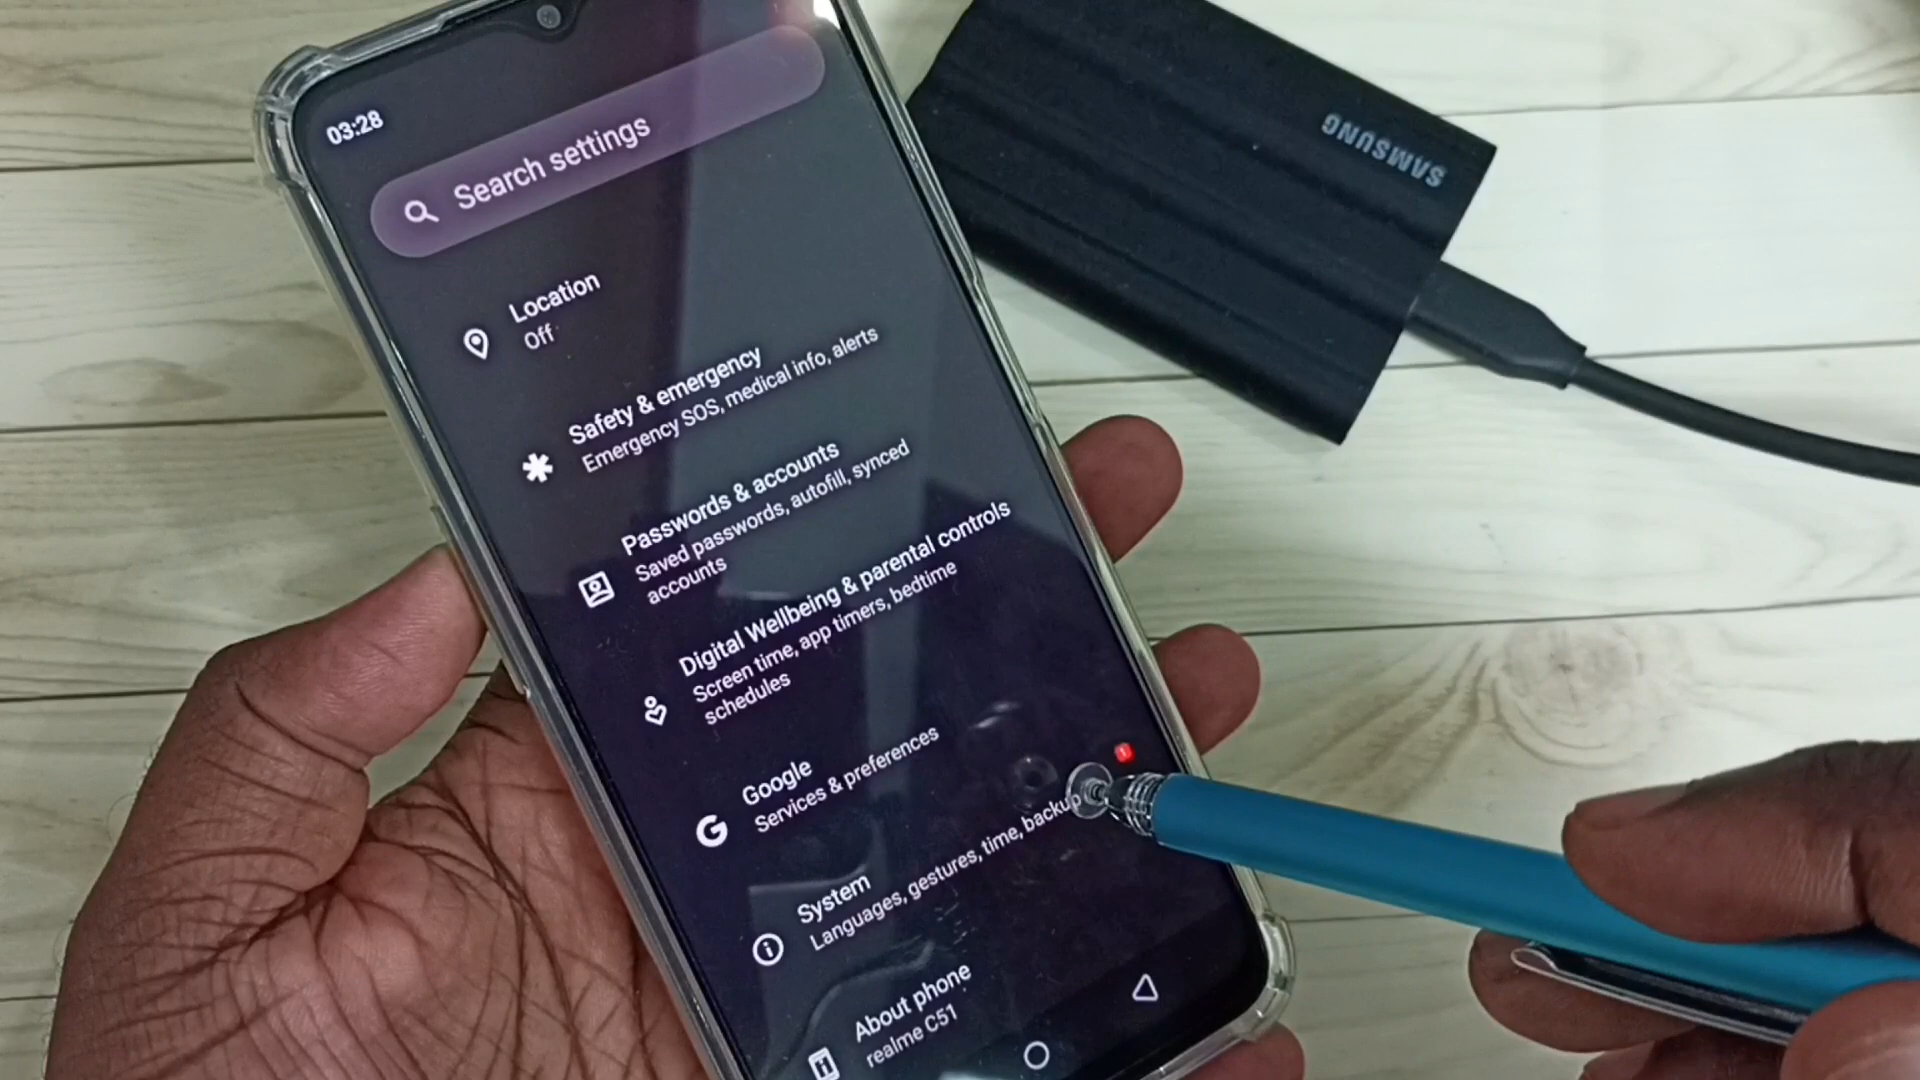 03:28
Search settings
Location
Off
Safety & emergency
Emergency SOS, medical info, alerts
Passwords & accounts
Saved passwords, autofill, synced
accounts
Digital Wellbeing & parental controls
Screen time, app timers, bedtime
schedules
Google
Services & preferences
1
System
Languages, gestures, time, backup
About phone
realme C51
SAMSUNG